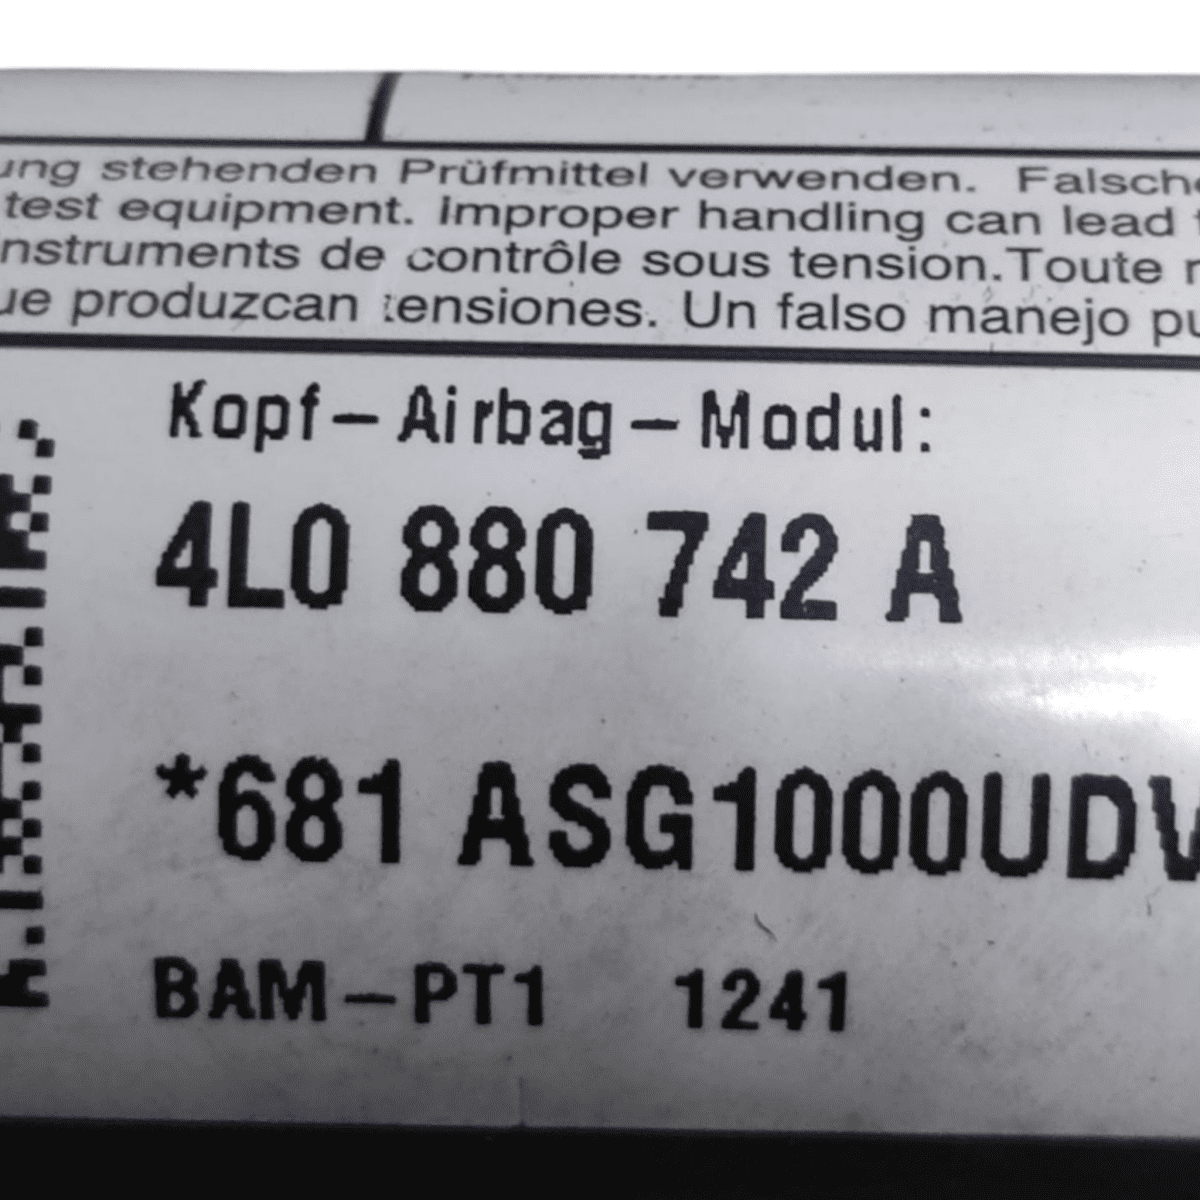 stehenden Prüfmittel verwenden. Falsche
test equipment. Improper handling can lead
nstruments de contrôle sous tension. Toute
ue produzcan tensiones. Un falso manejo pu
Kopf-Airbag-Modul:
4L0 880 742 A
*681 ASG1000UDV
BAM-PT1 1241